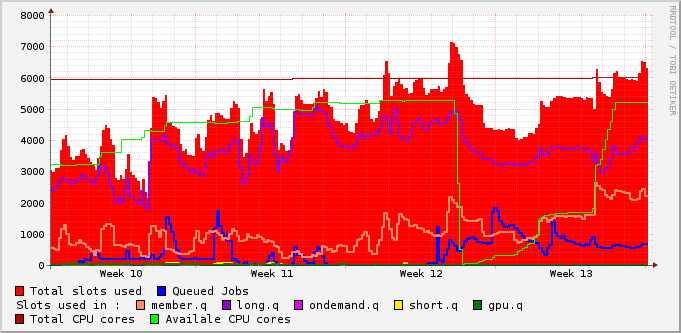 8000
7000
6000
5000
4000
3000
2000
1000
0
Week 10 Week 11 Week 12 Week 13
RRDTOOL / TOBI OETIKER
Total slots used Queued Jobs
Slots used in : member.q long.q ondemand.q short.q gpu.q
Total CPU cores Availale CPU cores